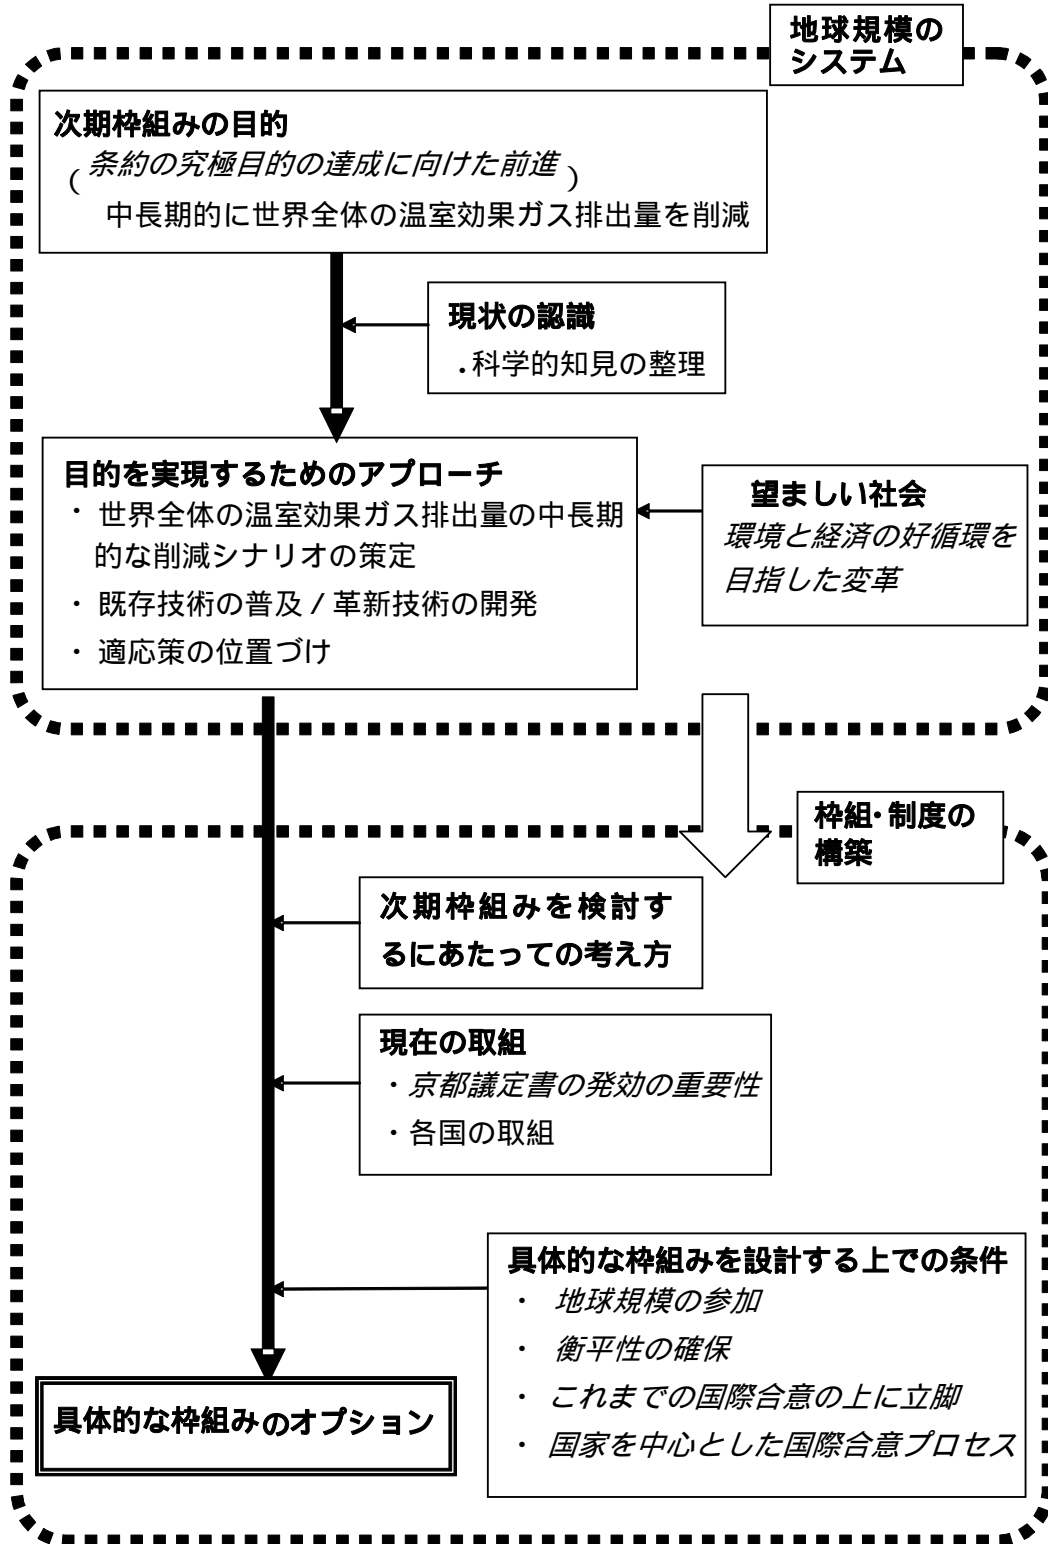 地球規模の
システム
次期枠組みの目的
(条約の究極目的の達成に向けた前進)
中長期的に世界全体の温室効果ガス排出量を削減
現状の認識
.科学的知見の整理
目的を実現するためのアプローチ
・世界全体の温室効果ガス排出量の中長期
的な削減シナリオの策定
・既存技術の普及/革新技術の開発
・適応策の位置づけ
望ましい社会
環境と経済の好循環を
目指した変革
枠組・制度の
構築
次期枠組みを検討す
るにあたっての考え方
現在の取組
・京都議定書の発効の重要性
・各国の取組
具体的な枠組みを設計する上での条件
・地球規模の参加
・衡平性の確保
・これまでの国際合意の上に立脚
・国家を中心とした国際合意プロセス
具体的な枠組みのオプション